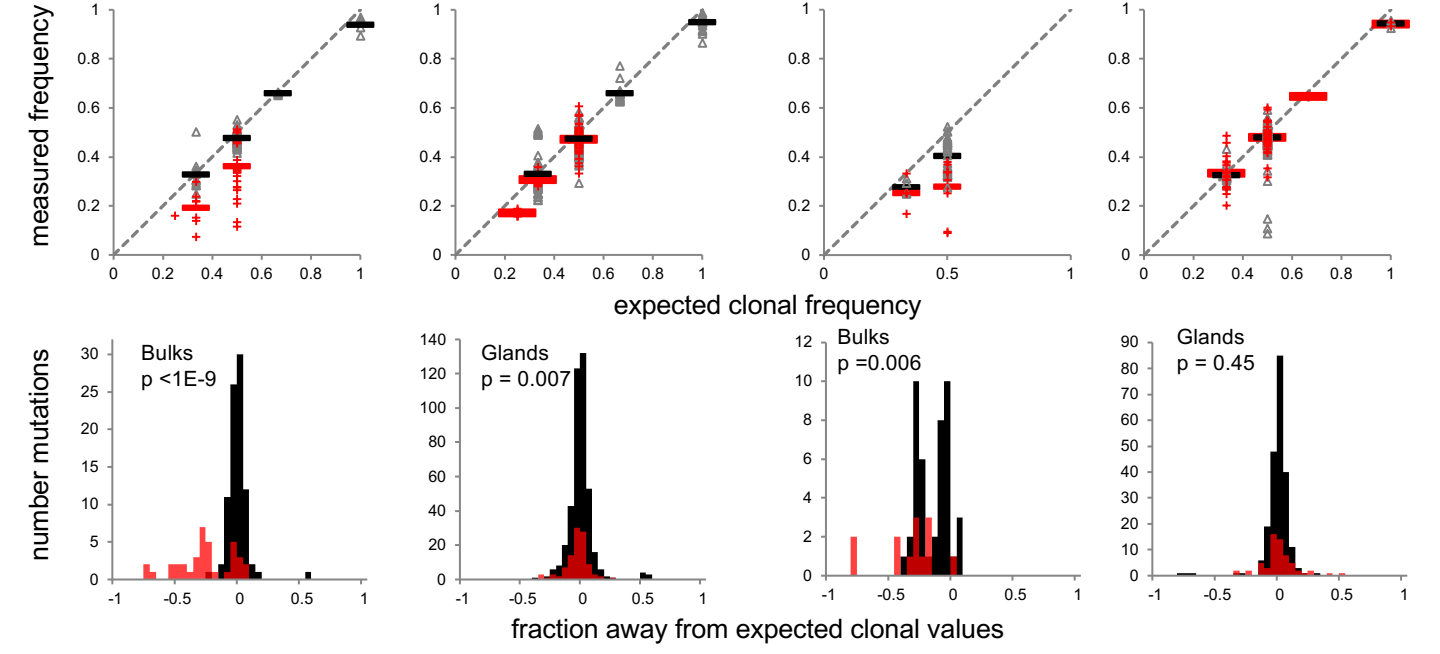 measured frequency
1
0.8
0.6
0.4
0.2
0
0 0.2 0.4 0.6 0.8 1
1
0.8
0.6
0.4
0.2
0
0 0.2 0.4 0.6 0.8 1
1
0.8
0.6
0.4
0.2
0
0 0.5 1
1
0.8
0.6
0.4
0.2
0
0 0.2 0.4 0.6 0.8 1
expected clonal frequency
number mutations
Bulks
p <1E-9
30
25
20
15
10
5
0
-1 -0.5 0 0.5 1
Glands
p = 0.007
140
120
100
80
60
40
20
0
-1 -0.5 0 0.5 1
Bulks
p =0.006
12
10
8
6
4
2
0
-1 -0.5 0 0.5 1
Glands
p = 0.45
90
80
70
60
50
40
30
20
10
0
-1 -0.5 0 0.5 1
fraction away from expected clonal values